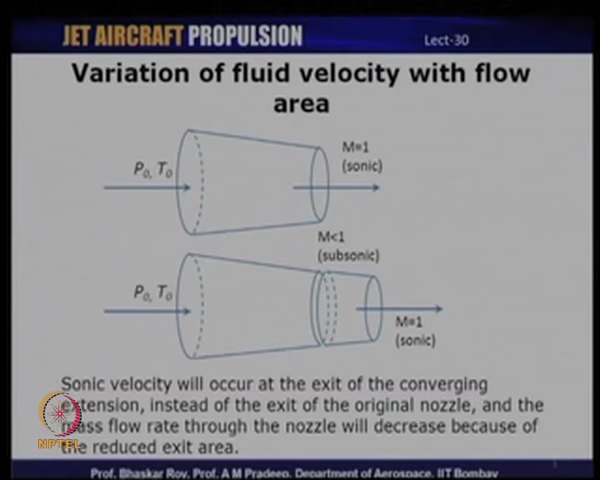 JET AIRCRAFT PROPULSION
Lect-30
Variation of fluid velocity with flow
area
M=1
(sonic)
P0, T0
M<1
(subsonic)
P0, T0
M=1
(sonic)
Sonic velocity will occur at the exit of the converging
extension, instead of the exit of the original nozzle, and the
mass flow rate through the nozzle will decrease because of
the reduced exit area.
NPTEL
Prof. Bhaskar Roy, Prof. A M Pradeep, Department of Aerospace, IIT Bombay